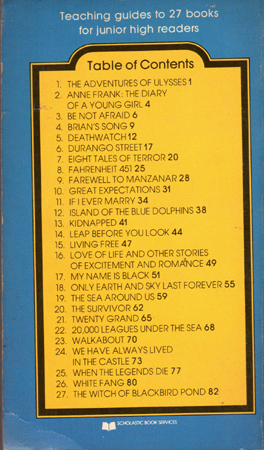 Teaching guides to 27 books
for junior high readers
Table of Contents
1. THE ADVENTURES OF ULYSSES 1
2. ANNE FRANK: THE DIARY
OF A YOUNG GIRL 4
3. BE NOT AFRAID 6
4. BRIAN'S SONG 9
5. DEATHWATCH 12
6. DURANGO STREET 17
7. EIGHT TALES OF TERROR 20
8. FAHRENHEIT 451 25
9. FAREWELL TO MANZANAR 28
10. GREAT EXPECTATIONS 31
11. IF I EVER MARRY 34
12. ISLAND OF THE BLUE DOLPHINS 38
13. KIDNAPPED 41
14. LEAP BEFORE YOU LOOK 44
15. LIVING FREE 47
16. LOVE OF LIFE AND OTHER STORIES
OF EXCITEMENT AND ROMANCE 49
17. MY NAME IS BLACK 51
18. ONLY EARTH AND SKY LAST FOREVER 55
19. THE SEA AROUND US 59
20. THE SURVIVOR 62
21. TWENTY GRAND 65
22. 20,000 LEAGUES UNDER THE SEA 68
23. WALKABOUT 70
24. WE HAVE ALWAYS LIVED
IN THE CASTLE 73
25. WHEN THE LEGENDS DIE 77
26. WHITE FANG 80
27. THE WITCH OF BLACKBIRD POND 82
SCHOLASTIC BOOK SERVICES